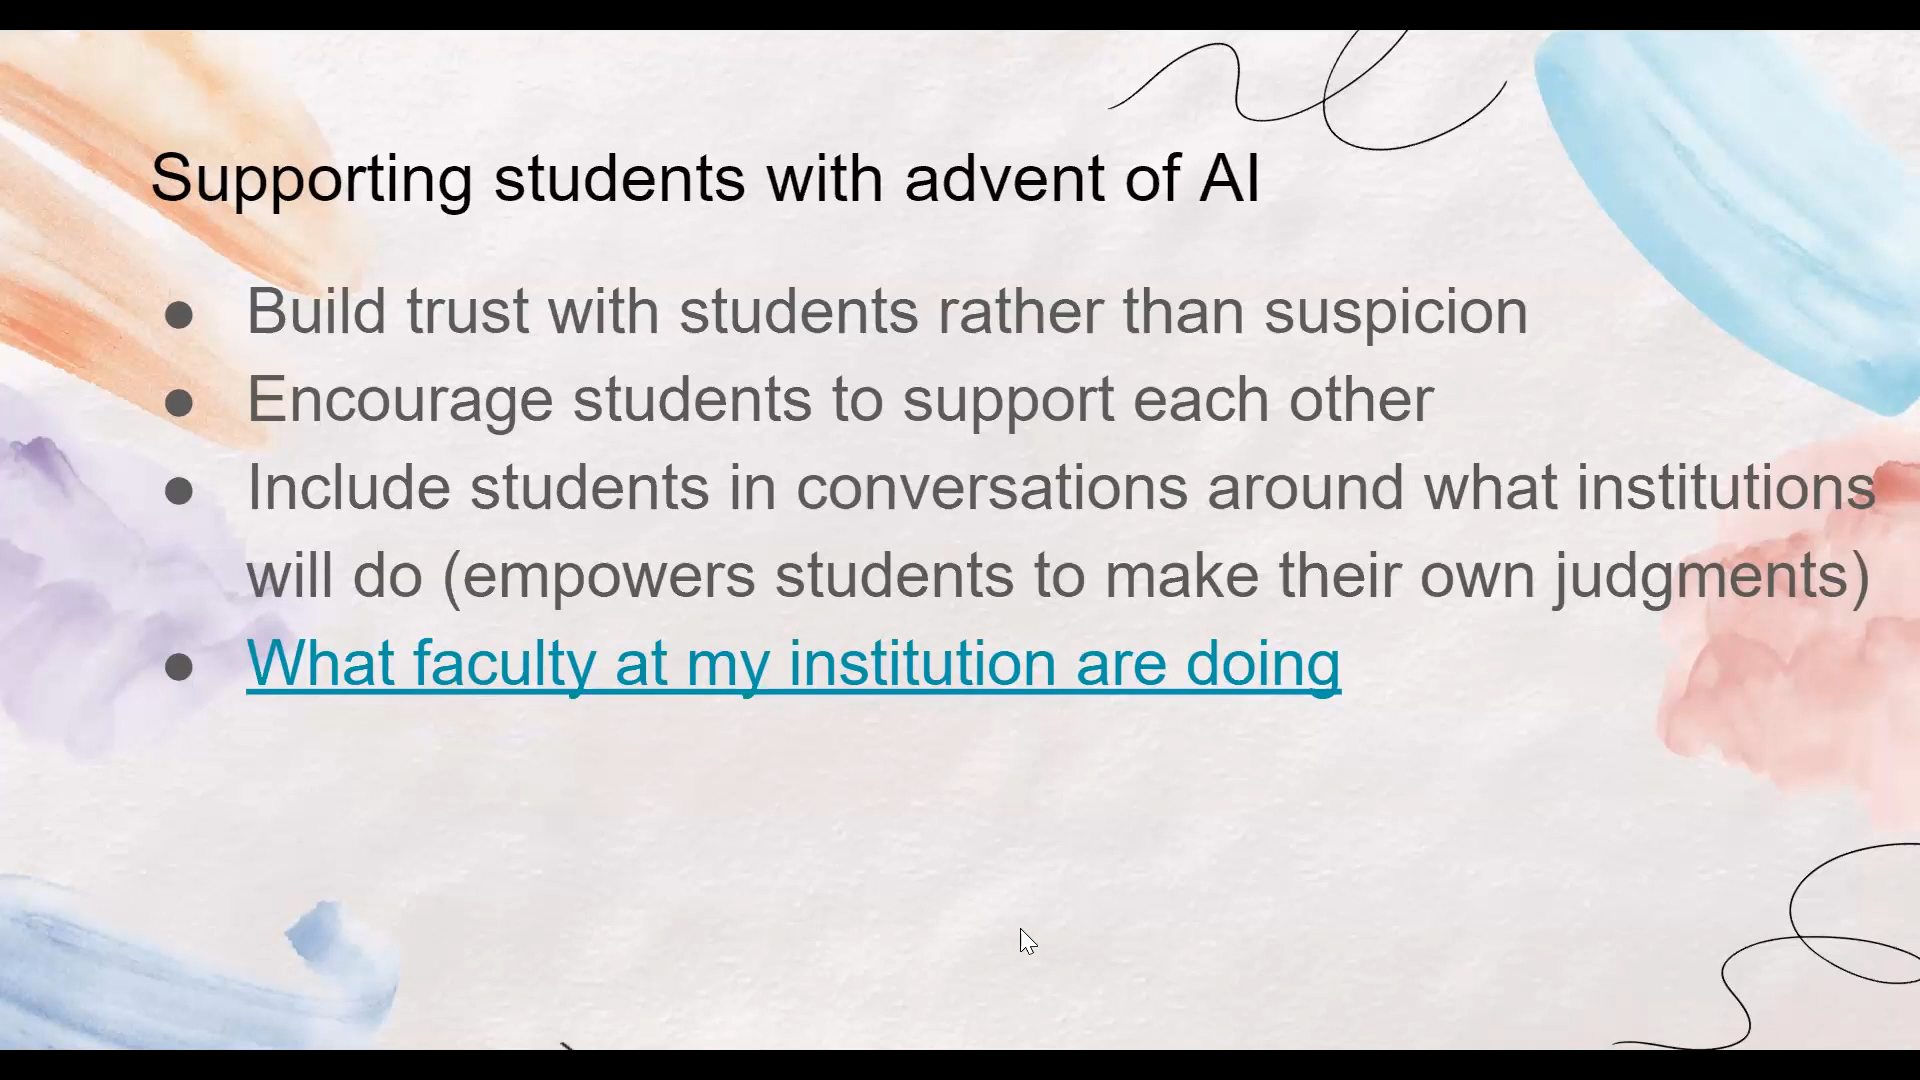 Supporting students with advent of AI
● Build trust with students rather than suspicion
● Encourage students to support each other
● Include students in conversations around what institutions
will do (empowers students to make their own judgments)
● What faculty at my institution are doing